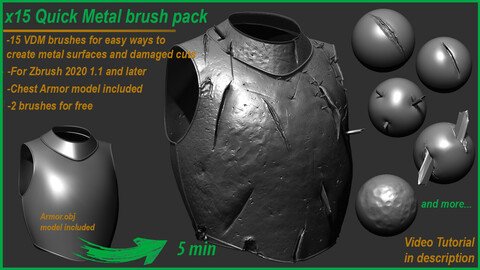 x15 Quick Metal brush pack
-15 VDM brushes for easy ways to
create metal surfaces and damaged cuts
-For Zbrush 2020 1.1 and later
-Chest Armor model included
-2 brushes for free
Armor.obj
model included
5 min
and more...
Video Tutorial
in description